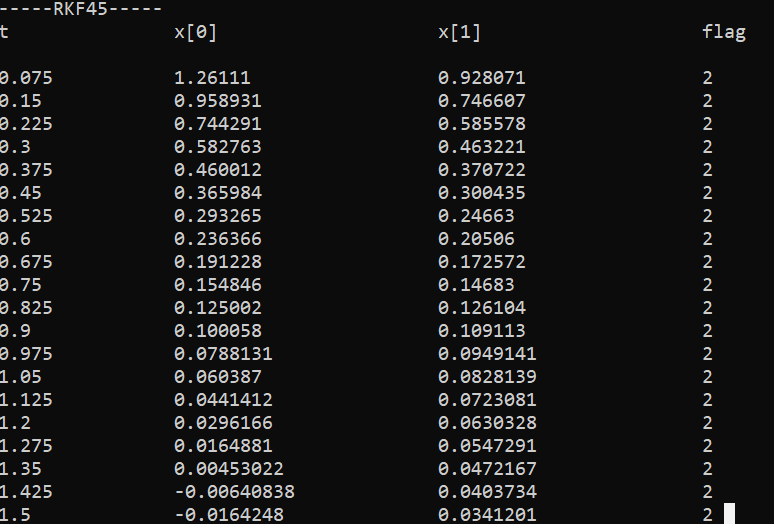 -----RKF45-----
t x[0] x[1] flag
0.075 1.26111 0.928071 2
0.15 0.958931 0.746607 2
0.225 0.744291 0.585578 2
0.3 0.582763 0.463221 2
0.375 0.460012 0.370722 2
0.45 0.365984 0.300435 2
0.525 0.293265 0.24663 2
0.6 0.236366 0.20506 2
0.675 0.191228 0.172572 2
0.75 0.154846 0.14683 2
0.825 0.125002 0.126104 2
0.9 0.100058 0.109113 2
0.975 0.0788131 0.0949141 2
1.05 0.060387 0.0828139 2
1.125 0.0441412 0.0723081 2
1.2 0.0296166 0.0630328 2
1.275 0.0164881 0.0547291 2
1.35 0.00453022 0.0472167 2
1.425 -0.00640838 0.0403734 2
1.5 -0.0164248 0.0341201 2